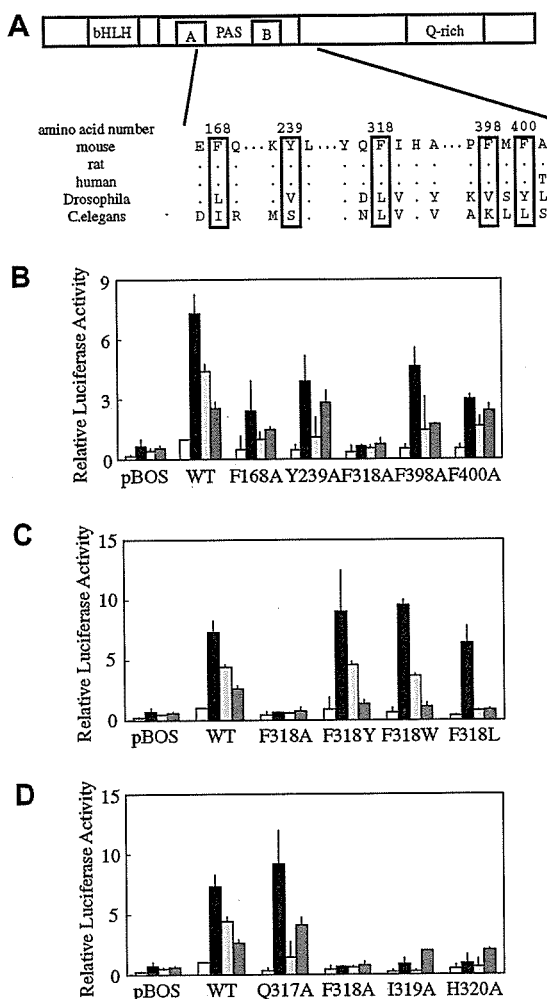 A
bHLH A PAS B Q-rich
amino acid number 168 239 318 398 400
mouse E F Q...K Y L...Y Q F I H A...P F M F A
rat . . . . . . . . . . . . . . . .
human . . . . . . . . . . . . . . . T
Drosophila . L . . V . . D L V . Y K V S Y L
C.elegans D I R M S . . N L V . V A K L L S
B
Relative Luciferase Activity
9
6
3
0
pBOS WT F168A Y239A F318A F398A F400A
C
Relative Luciferase Activity
15
10
5
0
pBOS WT F318A F318Y F318W F318L
D
Relative Luciferase Activity
15
10
5
0
pBOS WT Q317A F318A I319A H320A